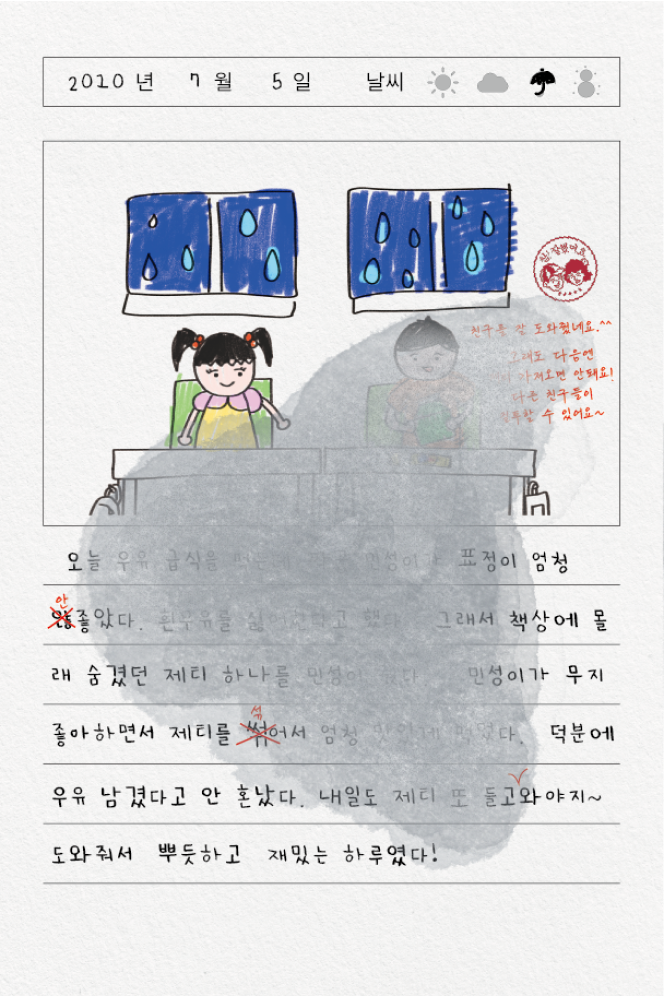 2010 년 7 월 5 일 날씨
참! 잘했어요
친구를 잘 도와줬네요.^^
그래도 다음엔
가져오면 안돼요!
다른 친구들이
질투할 수 있어요~
오늘 우유 급식을 먹는데 민성이가 표정이 엄청
안
않좋았다. 흰우유를 싫어한다고 했다. 그래서 책상에 몰
래 숨겼던 제티 하나를 민성이 줬다. 민성이가 무지
섞
좋아하면서 제티를 썪어서 엄청 맛있게 먹었다. 덕분에
우유 남겼다고 안 혼났다. 내일도 제티 또 들고와야지~
도와줘서 뿌듯하고 재밌는 하루였다!